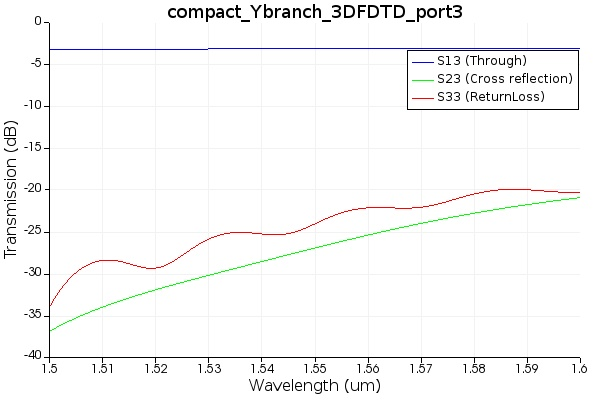 compact_Ybranch_3DFDTD_port3
0
-5
-10
-15
-20
-25
-30
-35
-40
Transmission (dB)
S13 (Through)
S23 (Cross reflection)
S33 (ReturnLoss)
1.5 1.51 1.52 1.53 1.54 1.55 1.56 1.57 1.58 1.59 1.6
Wavelength (um)